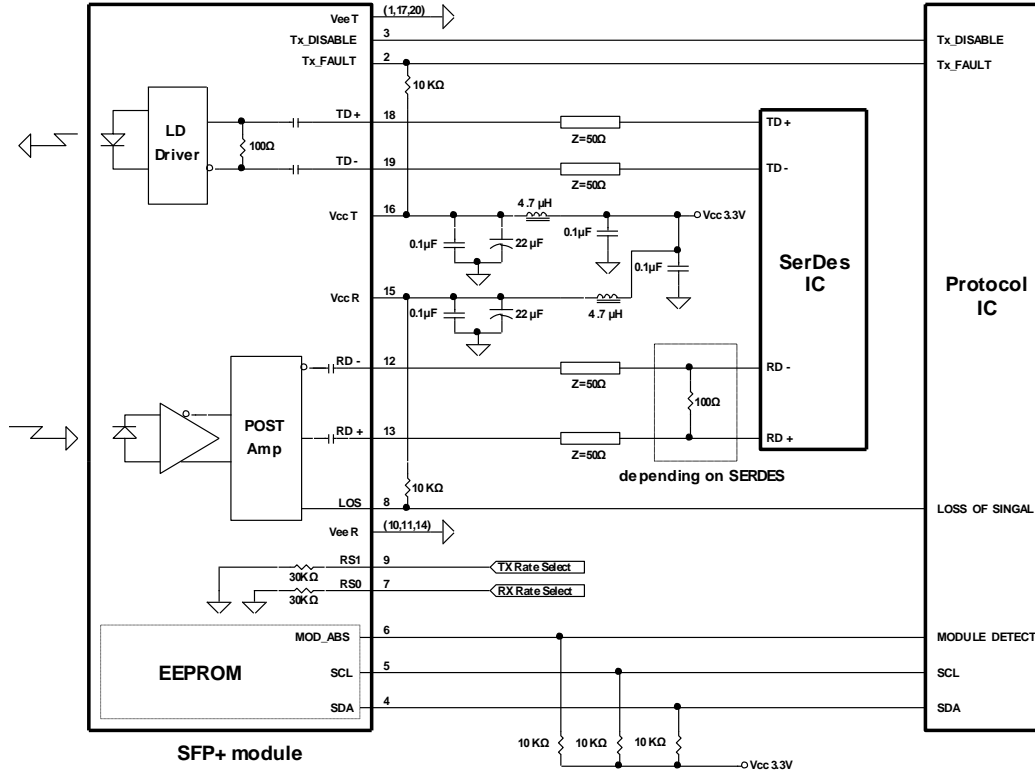 Vee T (1,17,20)
Tx_DISABLE 3 Tx_DISABLE
Tx_FAULT 2 Tx_FAULT
10 KΩ
LD
Driver
100Ω
TD + 18 Z=50Ω TD +
TD - 19 Z=50Ω TD -
Vcc T 16 4.7 µH Vcc 3.3V
0.1µF 22 µF 0.1µF
0.1µF
SerDes
IC
Protocol
IC
Vcc R 15
0.1µF 22 µF 4.7 µH
RD - 12 Z=50Ω RD -
100Ω
POST
Amp
RD + 13 Z=50Ω RD +
depending on SERDES
10 KΩ
LOS 8 LOSS OF SINGAL
Vee R (10,11,14)
RS1 9 TX Rate Select
30KΩ
RS0 7 RX Rate Select
30KΩ
MOD_ABS 6 MODULE DETECT
EEPROM
SCL 5 SCL
SDA 4 SDA
10 KΩ 10 KΩ 10 KΩ
Vcc 3.3V
SFP+ module